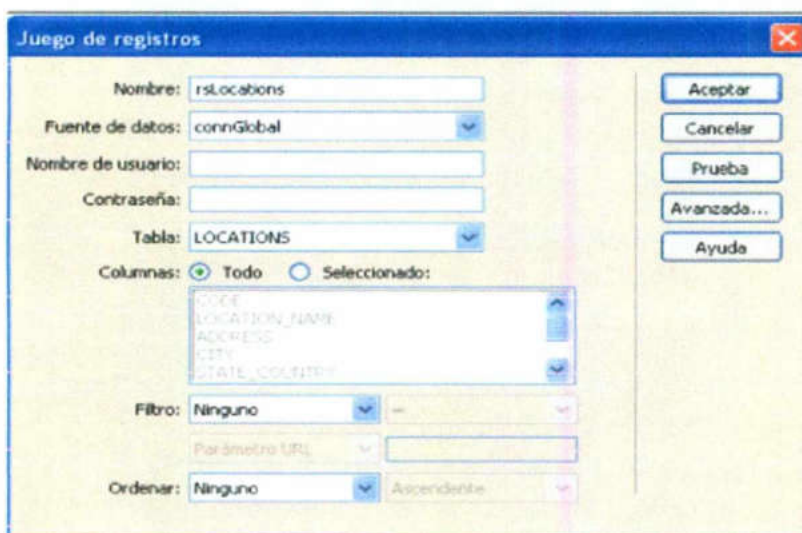 Juego de registros
Nombre: rsLocations
Fuente de datos: connGlobal
Nombre de usuario:
Contraseña:
Tabla: LOCATIONS
Columnas: Todo Seleccionado:
CODE
LOCATION_NAME
ADDRESS
CITY
STATE_COUNTRY
Filtro: Ninguno =
Parámetro URL
Ordenar: Ninguno Ascendente
Aceptar
Cancelar
Prueba
Avanzada...
Ayuda